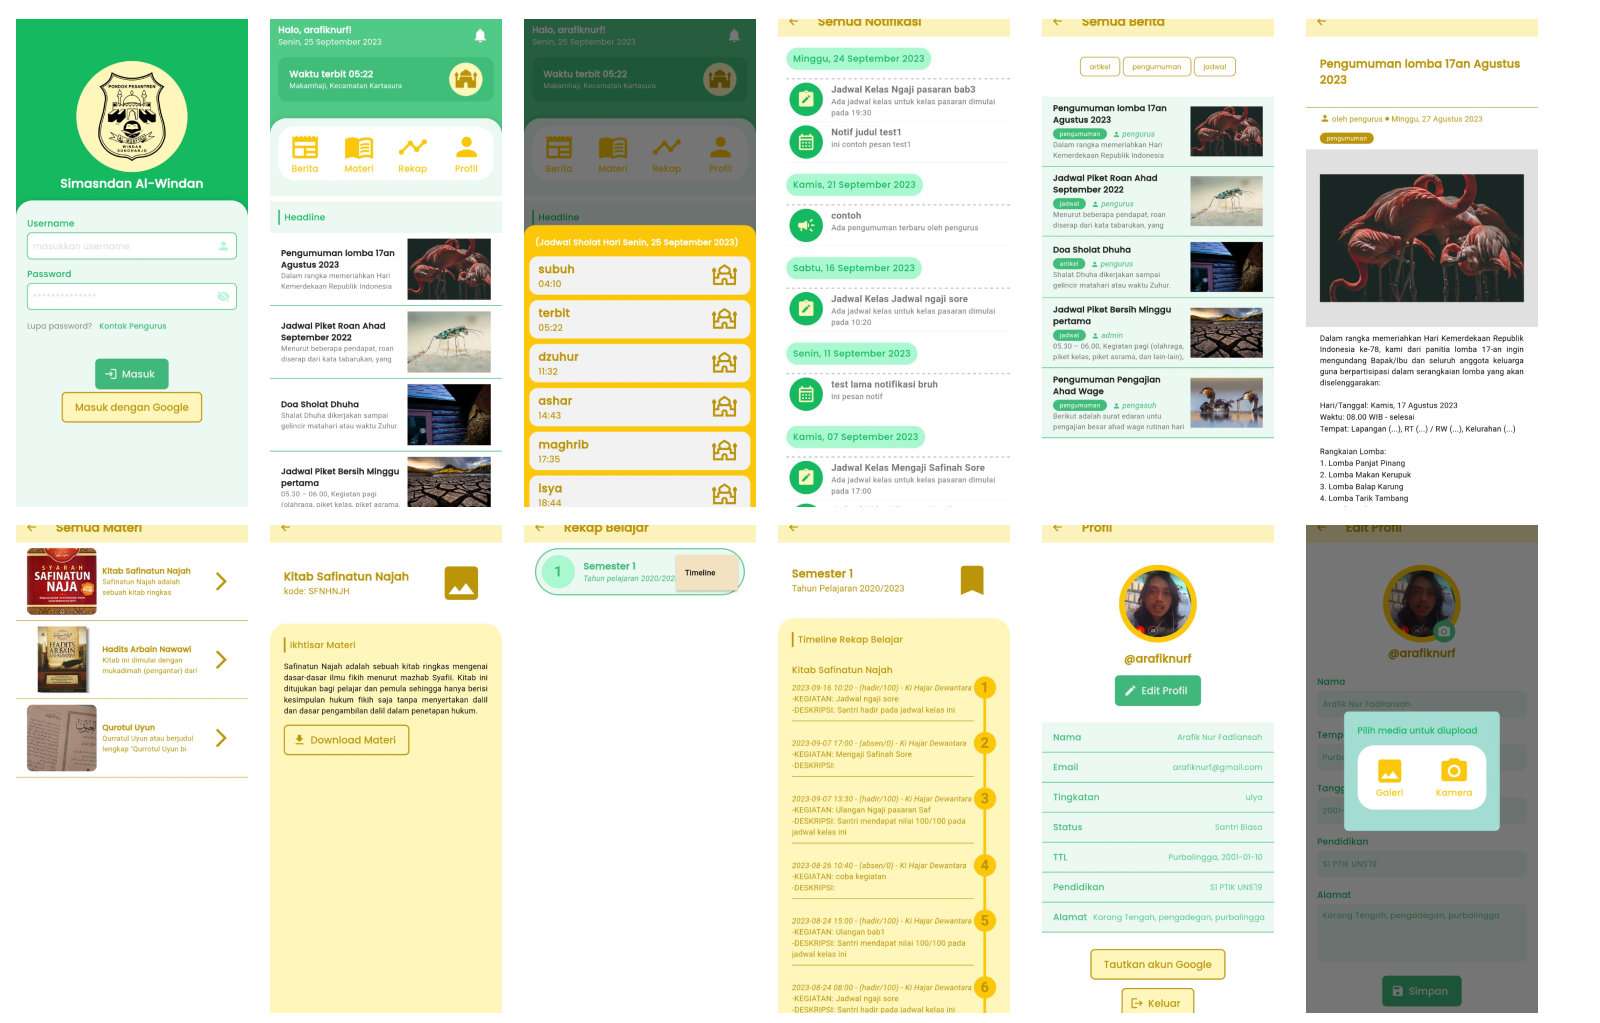 PONDOK PESANTREN
WINDAN
SUKOHARJO
Simasndan Al-Windan
Username
masukkan username
Password
**************
Lupa password? Kontak Pengurus
Masuk
Masuk dengan Google
Halo, arafiknurf!
Senin, 25 September 2023
Waktu terbit 05:22
Makamhaji, Kecamatan Kartasura
Berita Materi Rekap Profil
Headline
Pengumuman lomba 17an
Agustus 2023
Dalam rangka memeriahkan Hari
Kemerdekaan Republik Indonesia
Jadwal Piket Roan Ahad
September 2022
Menurut beberapa pendapat, roan
diserap dari kata tabarukan, yang
Doa Sholat Dhuha
Shalat Dhuha dikerjakan sampai
gelincir matahari atau waktu Zuhur.
Jadwal Piket Bersih Minggu
pertama
05.30 – 06.00, Kegiatan pagi
(olahraga, piket kelas, piket asrama,
Halo, arafiknurf!
Senin, 25 September 2023
Waktu terbit 05:22
Makamhaji, Kecamatan Kartasura
Berita Materi Rekap Profil
Headline
(Jadwal Sholat Hari Senin, 25 September 2023)
subuh
04:10
terbit
05:22
dzuhur
11:32
ashar
14:43
maghrib
17:35
isya
18:44
Semua Notifikasi
Minggu, 24 September 2023
Jadwal Kelas Ngaji pasaran bab3
Ada jadwal kelas untuk kelas pasaran dimulai
pada 19:30
Notif judul test1
ini contoh pesan test1
Kamis, 21 September 2023
contoh
Ada pengumuman terbaru oleh pengurus
Sabtu, 16 September 2023
Jadwal Kelas Jadwal ngaji sore
Ada jadwal kelas untuk kelas pasaran dimulai
pada 10:20
Senin, 11 September 2023
test lama notifikasi bruh
ini pesan notif
Kamis, 07 September 2023
Jadwal Kelas Mengaji Safinah Sore
Ada jadwal kelas untuk kelas pasaran dimulai
pada 17:00
Semua Berita
artikel pengumuman jadwal
Pengumuman lomba 17an
Agustus 2023
pengumuman pengurus
Dalam rangka memeriahkan Hari
Kemerdekaan Republik Indonesia
Jadwal Piket Roan Ahad
September 2022
jadwal pengurus
Menurut beberapa pendapat, roan
diserap dari kata tabarukan, yang
Doa Sholat Dhuha
artikel pengurus
Shalat Dhuha dikerjakan sampai
gelincir matahari atau waktu Zuhur.
Jadwal Piket Bersih Minggu
pertama
jadwal admin
05.30 – 06.00, Kegiatan pagi (olahraga,
piket kelas, piket asrama, dan lain-lain),
Pengumuman Pengajian
Ahad Wage
pengumuman pengasuh
Berikut adalah surat edaran untu
pengajian besar ahad wage rutinan hari
Pengumuman lomba 17an Agustus
2023
oleh pengurus • Minggu, 27 Agustus 2023
pengumuman
Dalam rangka memeriahkan Hari Kemerdekaan Republik
Indonesia ke-78, kami dari panitia lomba 17-an ingin
mengundang Bapak/Ibu dan seluruh anggota keluarga
guna berpartisipasi dalam serangkaian lomba yang akan
diselenggarakan:
Hari/Tanggal: Kamis, 17 Agustus 2023
Waktu: 08.00 WIB - selesai
Tempat: Lapangan (...), RT (...) / RW (...), Kelurahan (...)
Rangkaian Lomba:
1. Lomba Panjat Pinang
2. Lomba Makan Kerupuk
3. Lomba Balap Karung
4. Lomba Tarik Tambang
Semua Materi
SYARAH
SAFINATUN
NAJA
Kitab Safinatun Najah
Safinatun Najah adalah
sebuah kitab ringkas
HADITS
ARBAIN
AN-NAWAWI
Hadits Arbain Nawawi
Kitab ini dimulai dengan
mukadimah (pengantar) dari
Qurotul Uyun
Qurratul Uyun atau berjudul
lengkap "Qurrotul Uyun bi
Kitab Safinatun Najah
kode: SFNHNJH
Ikhtisar Materi
Safinatun Najah adalah sebuah kitab ringkas mengenai
dasar-dasar ilmu fikih menurut mazhab Syafii. Kitab ini
ditujukan bagi pelajar dan pemula sehingga hanya berisi
kesimpulan hukum fikih saja tanpa menyertakan dalil
dan dasar pengambilan dalil dalam penetapan hukum.
Download Materi
Rekap Belajar
1
Semester 1
Tahun pelajaran 2020/202
Timeline
Semester 1
Tahun Pelajaran 2020/2023
Timeline Rekap Belajar
Kitab Safinatun Najah
2023-09-16 10:20 - (hadir/100) - Ki Hajar Dewantara 1
-KEGIATAN: Jadwal ngaji sore
-DESKRIPSI: Santri hadir pada jadwal kelas ini
2023-09-07 17:00 - (absen/0) - Ki Hajar Dewantara 2
-KEGIATAN: Mengaji Safinah Sore
-DESKRIPSI:
2023-09-07 13:30 - (hadir/100) - Ki Hajar Dewantara 3
-KEGIATAN: Ulangan Ngaji pasaran Saf
-DESKRIPSI: Santri mendapat nilai 100/100 pada
jadwal kelas ini
2023-08-26 10:40 - (absen/0) - Ki Hajar Dewantara 4
-KEGIATAN: coba kegiatan
-DESKRIPSI:
2023-08-24 15:00 - (hadir/100) - Ki Hajar Dewantara 5
-KEGIATAN: Ulangan bab1
-DESKRIPSI: Santri mendapat nilai 100/100 pada
jadwal kelas ini
2023-08-24 08:00 - (hadir/100) - Ki Hajar Dewantara 6
-KEGIATAN: Jadwal ngaji sore
-DESKRIPSI: Santri hadir pada jadwal kelas ini
Profil
@arafiknurf
Edit Profil
Nama Arafik Nur Fadliansah
Email arafiknurf@gmail.com
Tingkatan ulya
Status Santri Biasa
TTL Purbalingga, 2001-01-10
Pendidikan S1 PTIK UNS'19
Alamat Karang Tengah, pengadegan, purbalingga
Tautkan akun Google
Keluar
Edit Profil
@arafiknurf
Nama
Arafik Nur Fadliansah
Temp
Purbo
Tangg
2001-
Pilih media untuk diupload
Galeri Kamera
Pendidikan
S1 PTIK UNS'19
Alamat
Karang Tengah, pengadegan, purbalingga
Simpan